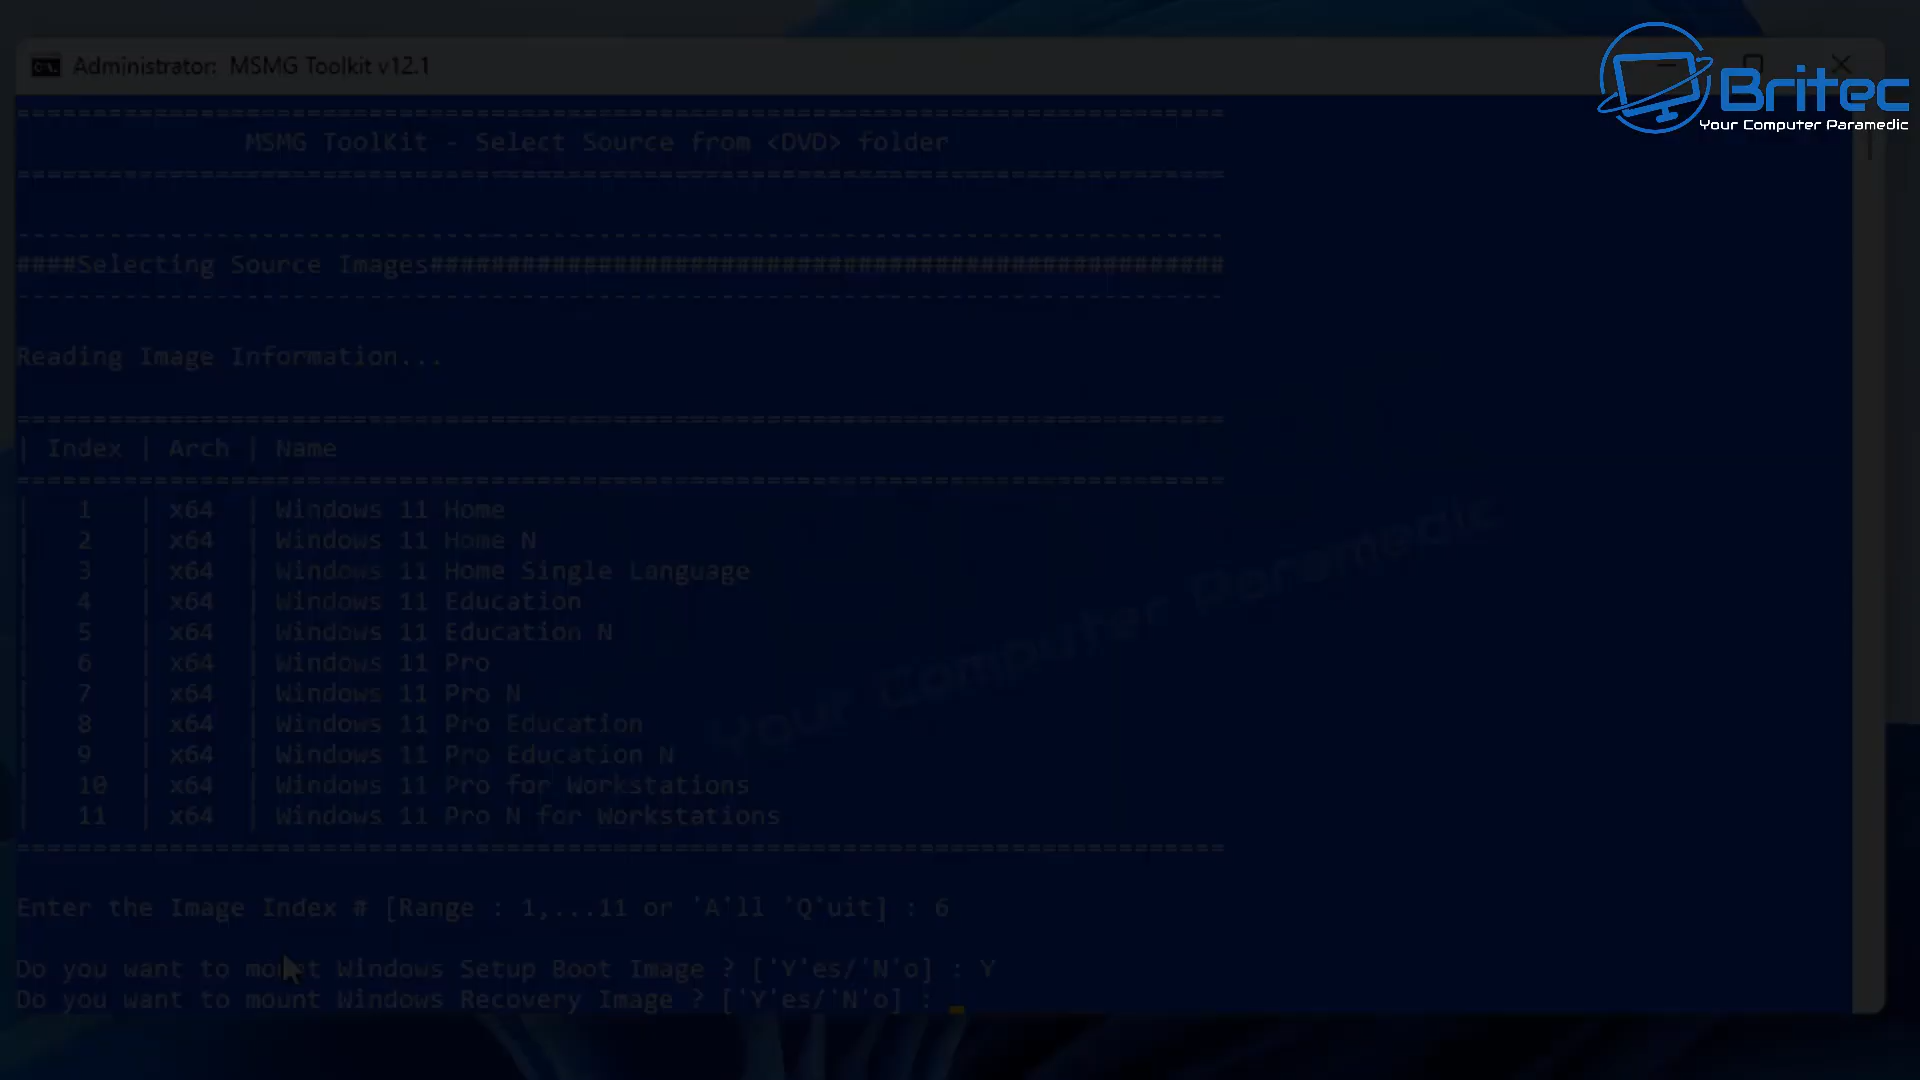 Administrator: MSMG Toolkit v12.1
Britec
Your Computer Paramedic
===============================================================================
MSMG ToolKit - Select Source from <DVD> folder
===============================================================================
-------------------------------------------------------------------------------
####Selecting Source Images####################################################
-------------------------------------------------------------------------------
Reading Image Information...
===============================================================================
| Index | Arch | Name
===============================================================================
| 1 | x64 | Windows 11 Home
| 2 | x64 | Windows 11 Home N
| 3 | x64 | Windows 11 Home Single Language
| 4 | x64 | Windows 11 Education
| 5 | x64 | Windows 11 Education N
| 6 | x64 | Windows 11 Pro
| 7 | x64 | Windows 11 Pro N
| 8 | x64 | Windows 11 Pro Education
| 9 | x64 | Windows 11 Pro Education N
| 10 | x64 | Windows 11 Pro for Workstations
| 11 | x64 | Windows 11 Pro N for Workstations
===============================================================================
Your Computer Paramedic
Enter the Image Index # [Range : 1,...11 or 'A'll 'Q'uit] : 6
Do you want to mount Windows Setup Boot Image ? ['Y'es/'N'o] : Y
Do you want to mount Windows Recovery Image ? ['Y'es/'N'o] :